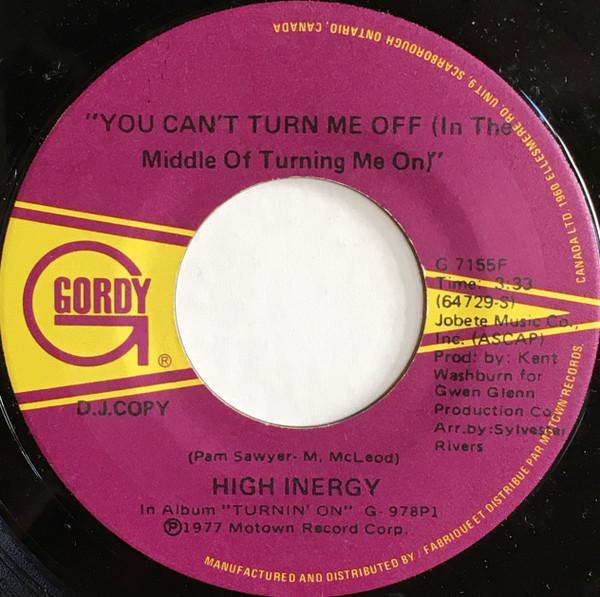 "YOU CAN'T TURN ME OFF (In The
Middle Of Turning Me On)"
GORDY
®
D.J.COPY
G 7155F
Time: 3:33
(64729-S)
Jobete Music Co.,
Inc. (ASCAP)
Prod: by: Kent
Washburn for
Gwen Glenn
Production Co.
Arr.by:Sylvester
Rivers
(Pam Sawyer- M. McLeod)
HIGH INERGY
In Album "TURNIN' ON" G-978P1
℗1977 Motown Record Corp.
MANUFACTURED AND DISTRIBUTED BY / FABRIQUE ET DISTRIBUE PAR MOTOWN RECORDS,
CANADA LTD. 1960 ELLESMERE RD. UNIT 9, SCARBOROUGH ONTARIO, CANADA